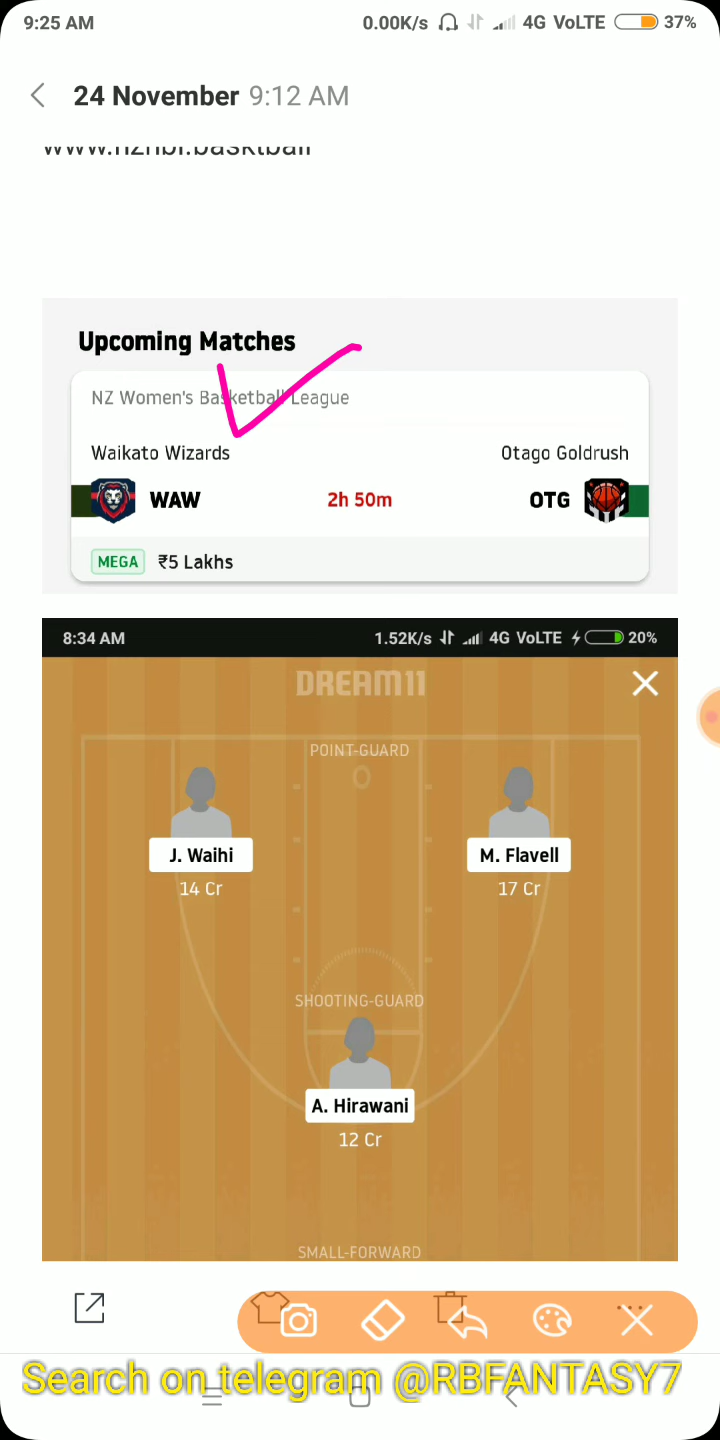 9:25 AM 0.00K/s 4G VoLTE 37%
24 November 9:12 AM
www.nznbl.basktball
Upcoming Matches
NZ Women's Basketball League
Waikato Wizards Otago Goldrush
WAW 2h 50m OTG
MEGA ₹5 Lakhs
8:34 AM 1.52K/s 4G VoLTE 20%
DREAM11
POINT-GUARD
J. Waihi M. Flavell
14 Cr 17 Cr
SHOOTING-GUARD
A. Hirawani
12 Cr
SMALL-FORWARD
Search on telegram @RBFANTASY7